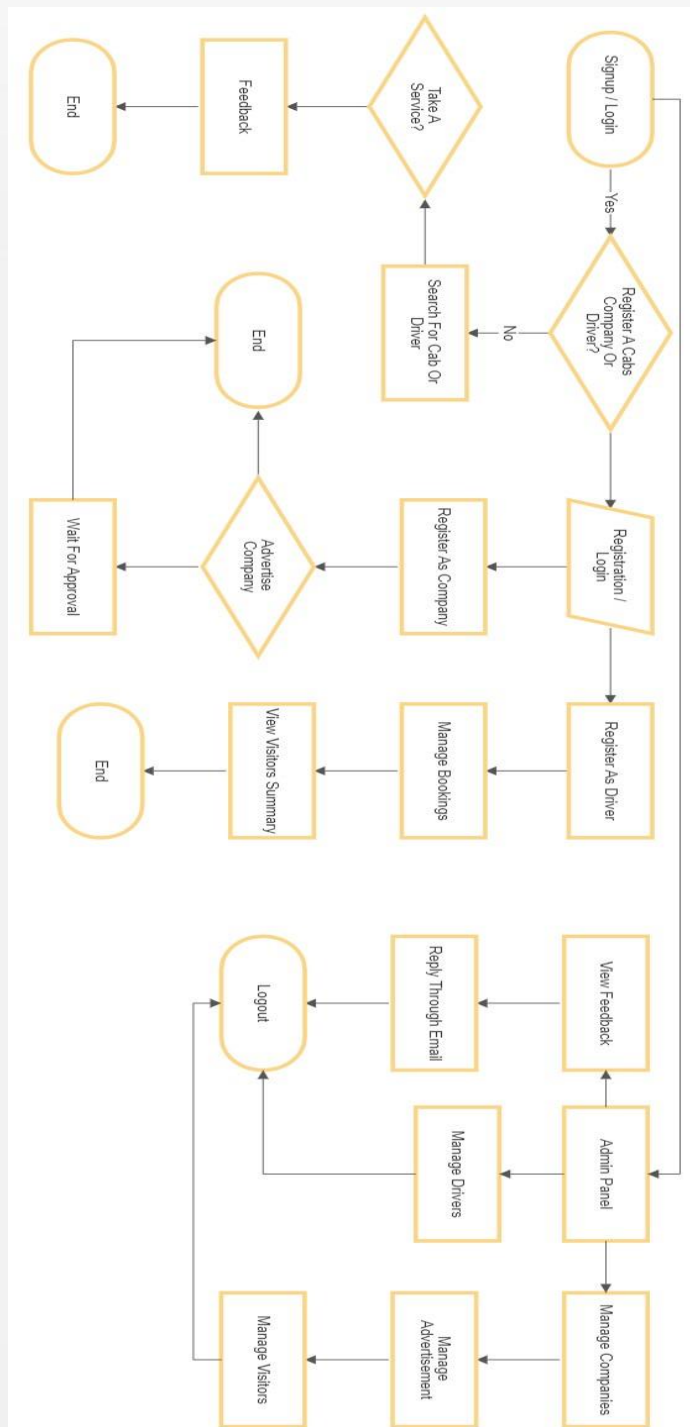 Signup / Login
Yes
Register A Cabs
Company Or
Driver?
No
Search For Cab Or
Driver
Take A
Service?
Feedback
End
Registration /
Login
Register As Company
Advertise
Company
Wait For Approval
End
Register As Driver
Manage Bookings
View Visitors Summary
End
Admin Panel
View Feedback
Reply Through Email
Logout
Manage Drivers
Manage Companies
Manage
Advertisement
Manage Visitors